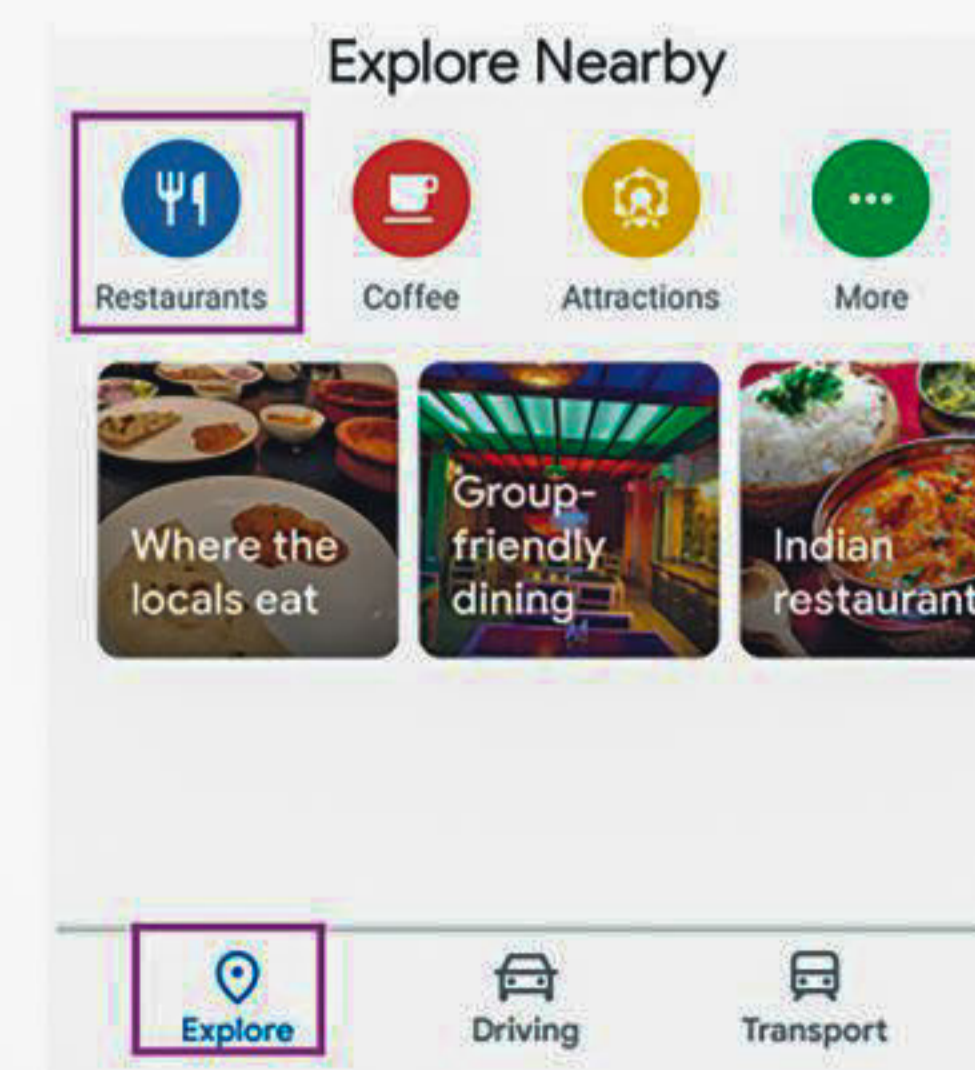 Explore Nearby
Restaurants Coffee Attractions More
Where the
locals eat
Group-
friendly
dining
Indian
restaurant
Explore Driving Transport